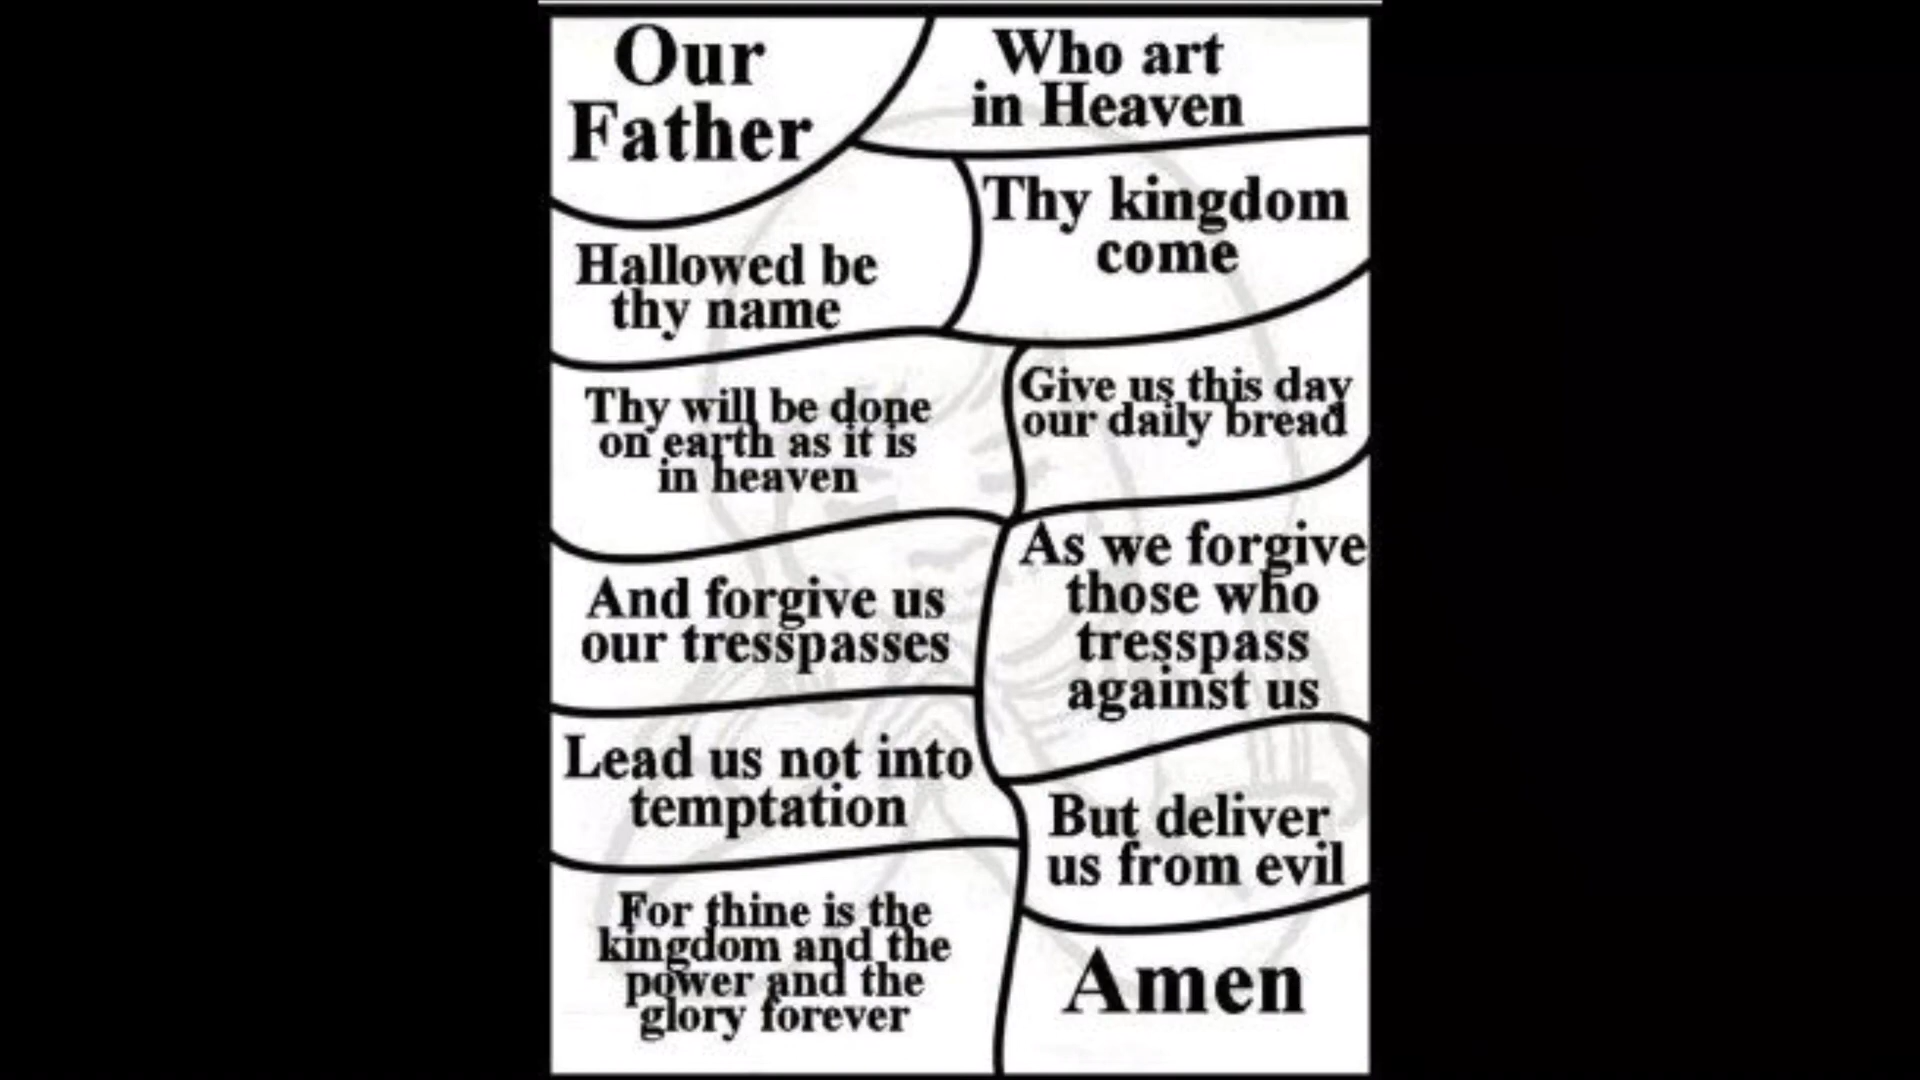 Our
Father
Who art
in Heaven
Hallowed be
thy name
Thy kingdom
come
Thy will be done
on earth as it is
in heaven
Give us this day
our daily bread
And forgive us
our tresspasses
As we forgive
those who
tresspass
against us
Lead us not into
temptation
But deliver
us from evil
For thine is the
kingdom and the
power and the
glory forever
Amen